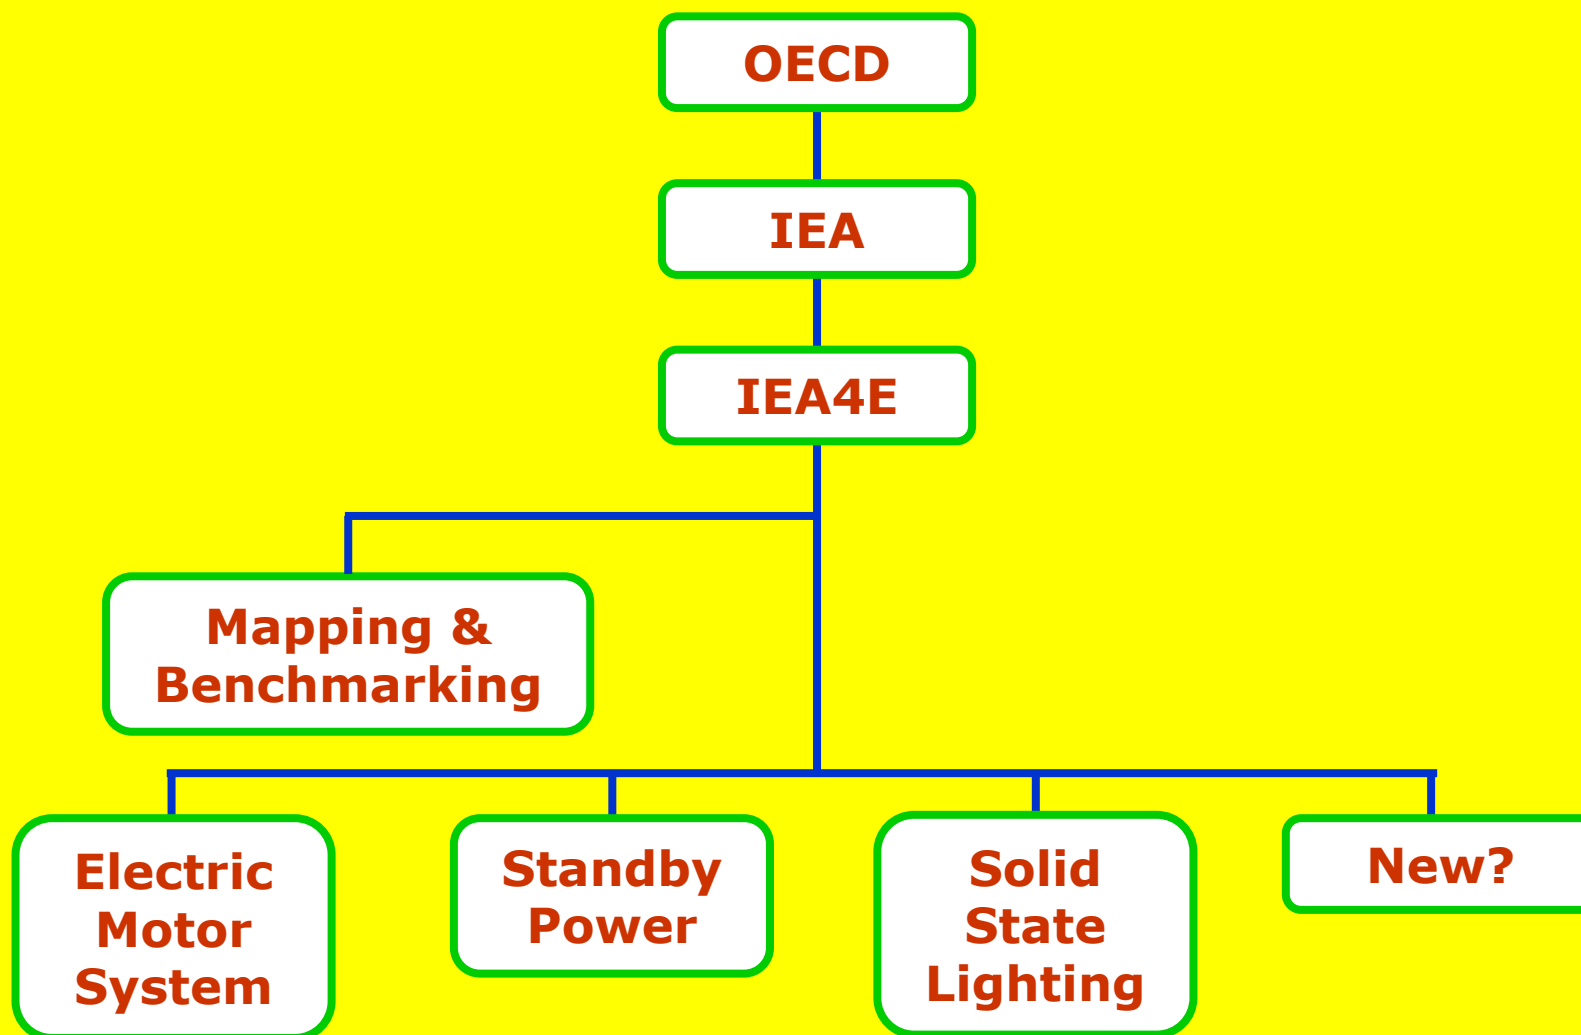 OECD
IEA
IEA4E
Mapping &
Benchmarking
Electric
Motor
System
Standby
Power
Solid
State
Lighting
New?